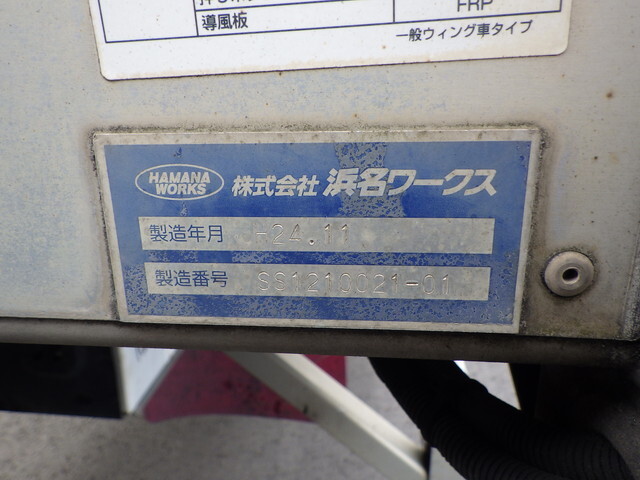 導風板
FRP
一般ウィング車タイプ
HAMANA WORKS
株式会社 浜名ワークス
製造年月 -24.11
製造番号 SS1210021-01